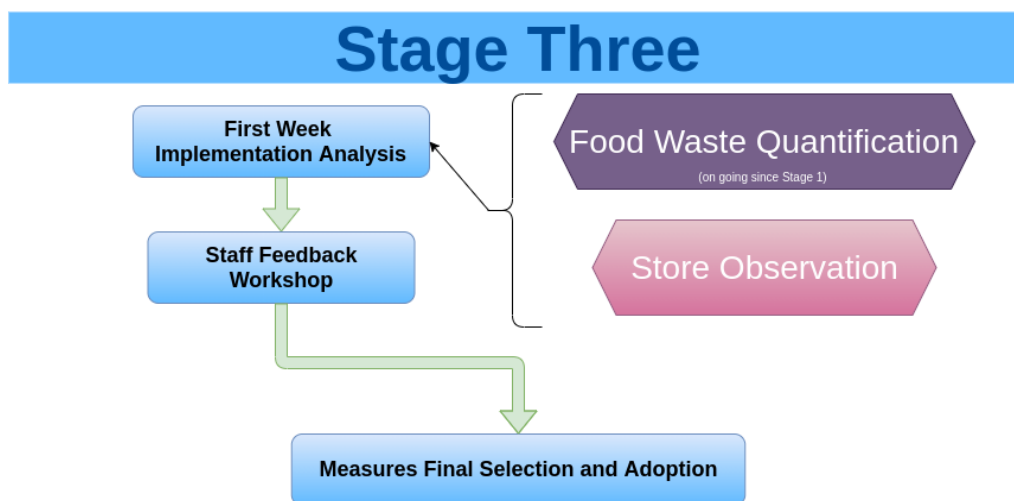 Stage Three
First Week
Implementation Analysis
Food Waste Quantification
(on going since Stage 1)
Staff Feedback
Workshop
Store Observation
Measures Final Selection and Adoption